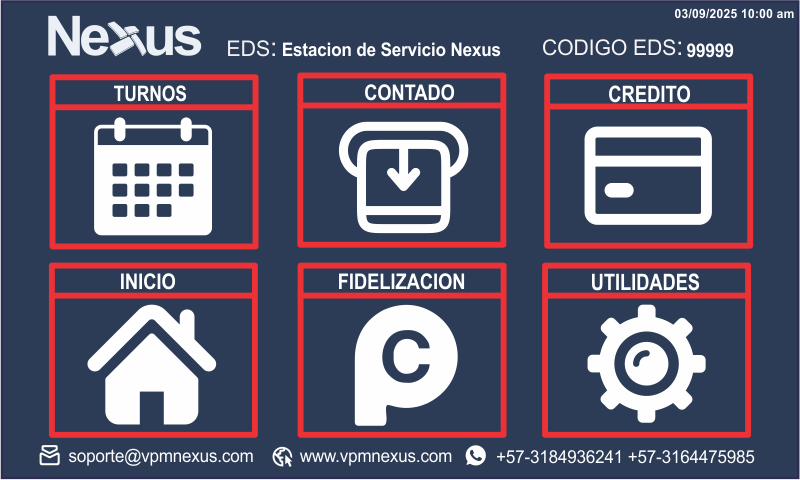 03/09/2025 10:00 am
Nexus EDS: Estacion de Servicio Nexus CODIGO EDS: 99999
TURNOS CONTADO CREDITO
INICIO FIDELIZACION UTILIDADES
C
soporte@vpmnexus.com www.vpmnexus.com +57-3184936241 +57-3164475985